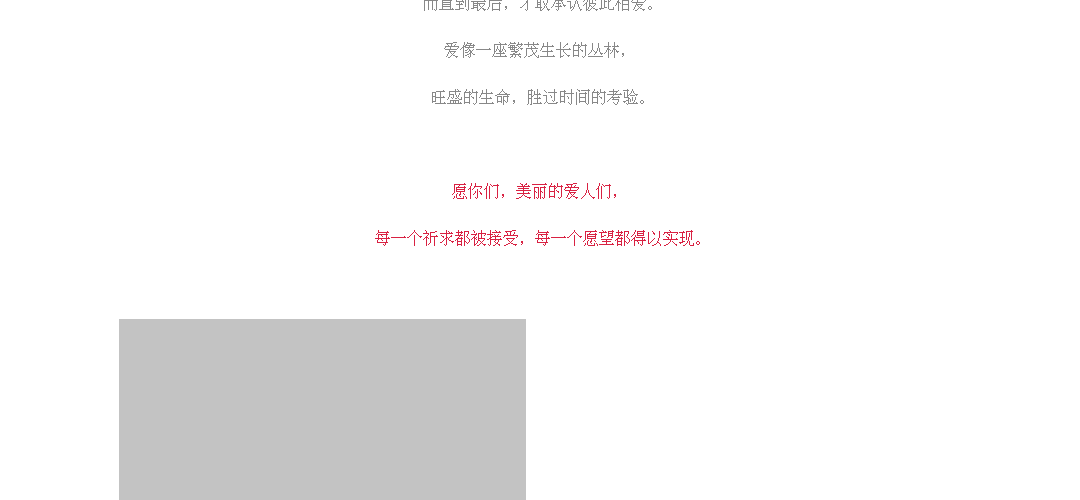 而直到最后，才敢承认彼此相爱。
爱像一座繁茂生长的丛林，
旺盛的生命，胜过时间的考验。
愿你们，美丽的爱人们，
每一个祈求都被接受，每一个愿望都得以实现。